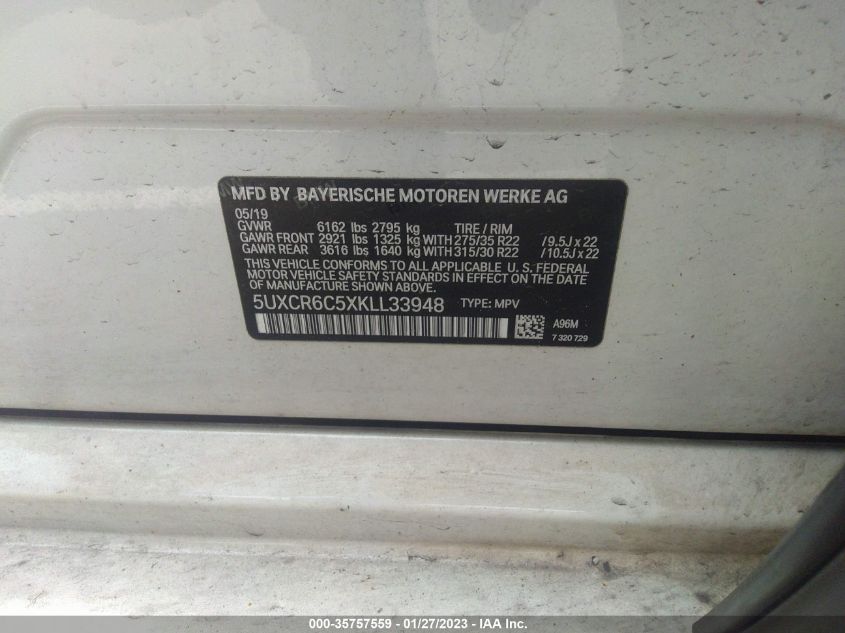 MFD BY BAYERISCHE MOTOREN WERKE AG
05/19
GVWR 6162 lbs 2795 kg TIRE / RIM
GAWR FRONT 2921 lbs 1325 kg WITH 275/35 R22 / 9.5J x 22
GAWR REAR 3616 lbs 1640 kg WITH 315/30 R22 / 10.5J x 22
THIS VEHICLE CONFORMS TO ALL APPLICABLE U.S. FEDERAL
MOTOR VEHICLE SAFETY STANDARDS IN EFFECT ON THE DATE
OF MANUFACTURE SHOWN ABOVE.
5UXCR6C5XKLL33948 TYPE: MPV
A96M
7 320 729
000-35757559 — 01/27/2023 — IAA Inc.